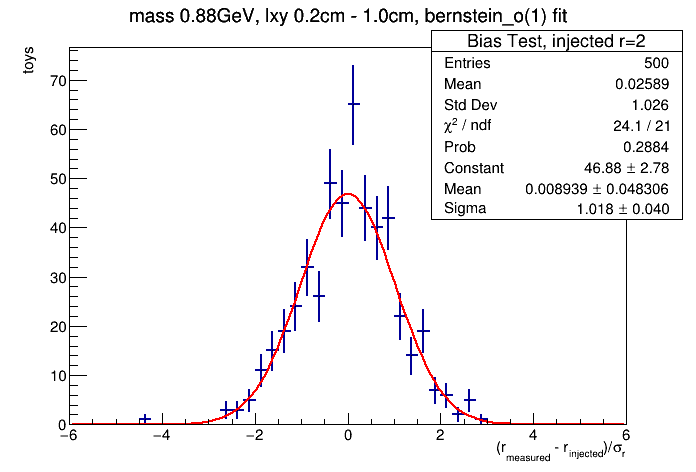 mass 0.88GeV, lxy 0.2cm - 1.0cm, bernstein_o(1) fit
toys
Bias Test, injected r=2
Entries 500
Mean 0.02589
Std Dev 1.026
χ² / ndf 24.1 / 21
Prob 0.2884
Constant 46.88 ± 2.78
Mean 0.008939 ± 0.048306
Sigma 1.018 ± 0.040
70
60
50
40
30
20
10
0
−6 −4 −2 0 2 4 6
(r_measured - r_injected)/σ_r